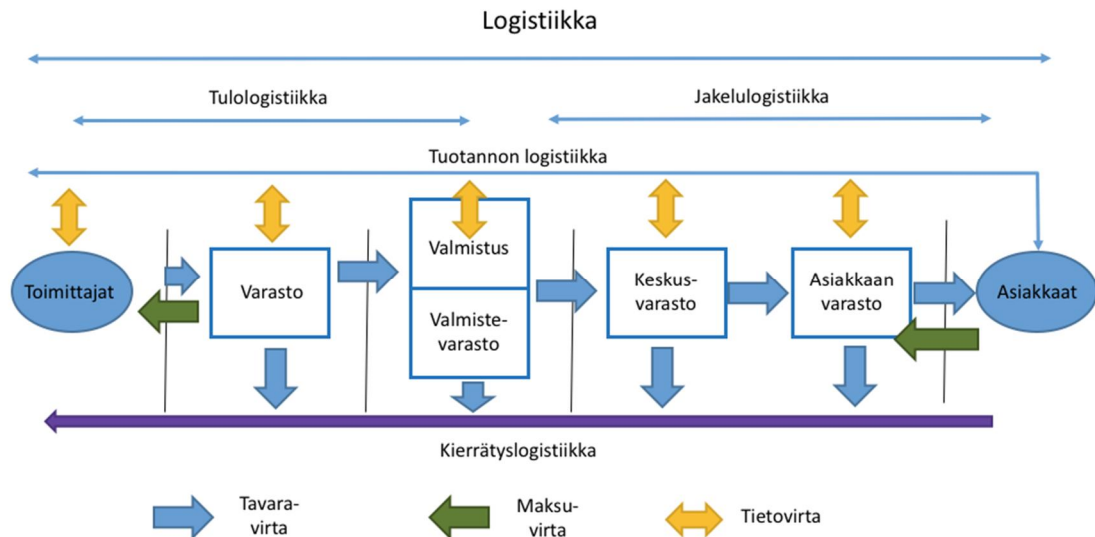 Logistiikka
Tulologistiikka
Jakelulogistiikka
Tuotannon logistiikka
Toimittajat
Varasto
Valmistus
Valmiste-
varasto
Keskus-
varasto
Asiakkaan
varasto
Asiakkaat
Kierrätyslogistiikka
Tavara-
virta
Maksu-
virta
Tietovirta